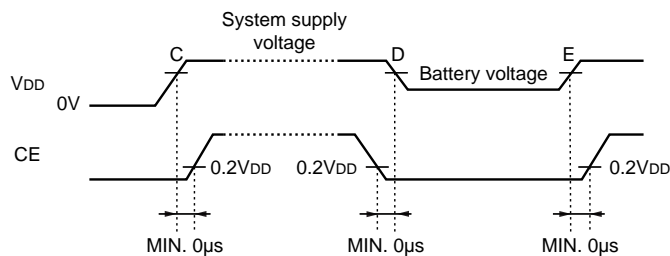 System supply
voltage
C
D
E
VDD
Battery voltage
0V
CE
0.2VDD
0.2VDD
0.2VDD
MIN. 0µs
MIN. 0µs
MIN. 0µs